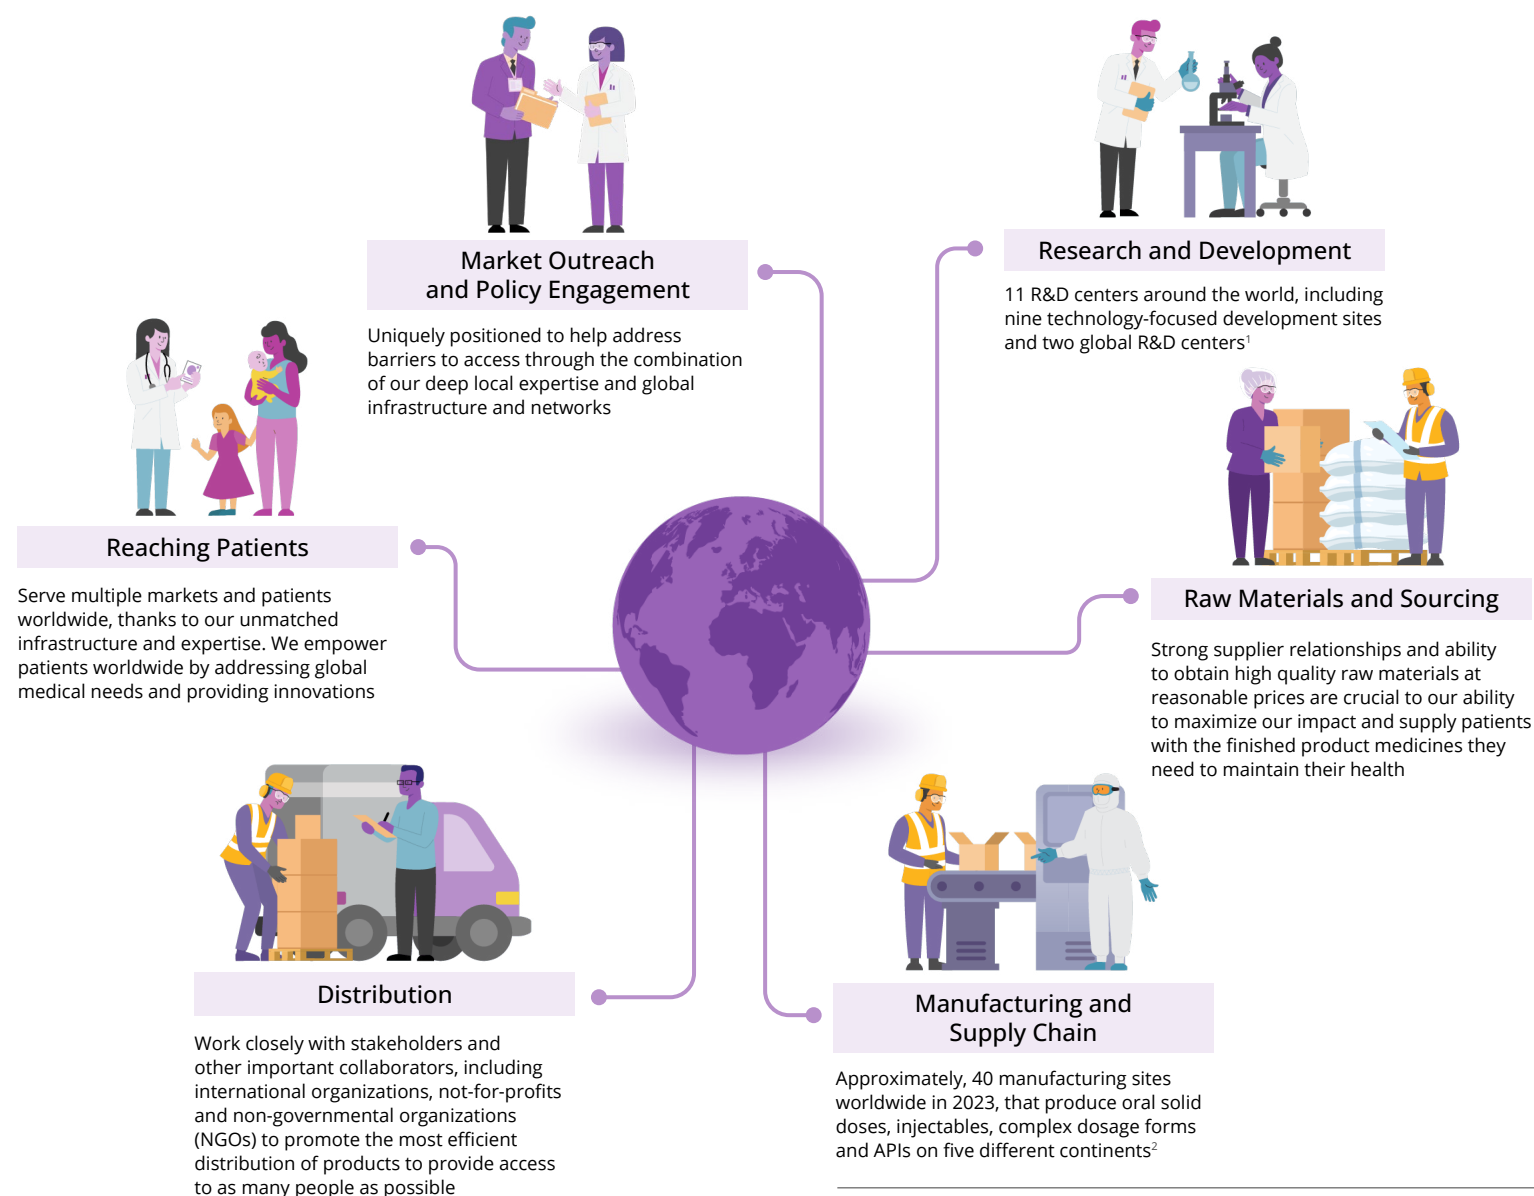 Market Outreach
and Policy Engagement
Uniquely positioned to help address
barriers to access through the combination
of our deep local expertise and global
infrastructure and networks
Research and Development
11 R&D centers around the world, including
nine technology-focused development sites
and two global R&D centers1
Raw Materials and Sourcing
Strong supplier relationships and ability
to obtain high quality raw materials at
reasonable prices are crucial to our ability
to maximize our impact and supply patients
with the finished product medicines they
need to maintain their health
Manufacturing and
Supply Chain
Approximately, 40 manufacturing sites
worldwide in 2023, that produce oral solid
doses, injectables, complex dosage forms
and APIs on five different continents2
Distribution
Work closely with stakeholders and
other important collaborators, including
international organizations, not-for-profits
and non-governmental organizations
(NGOs) to promote the most efficient
distribution of products to provide access
to as many people as possible
Reaching Patients
Serve multiple markets and patients
worldwide, thanks to our unmatched
infrastructure and expertise. We empower
patients worldwide by addressing global
medical needs and providing innovations